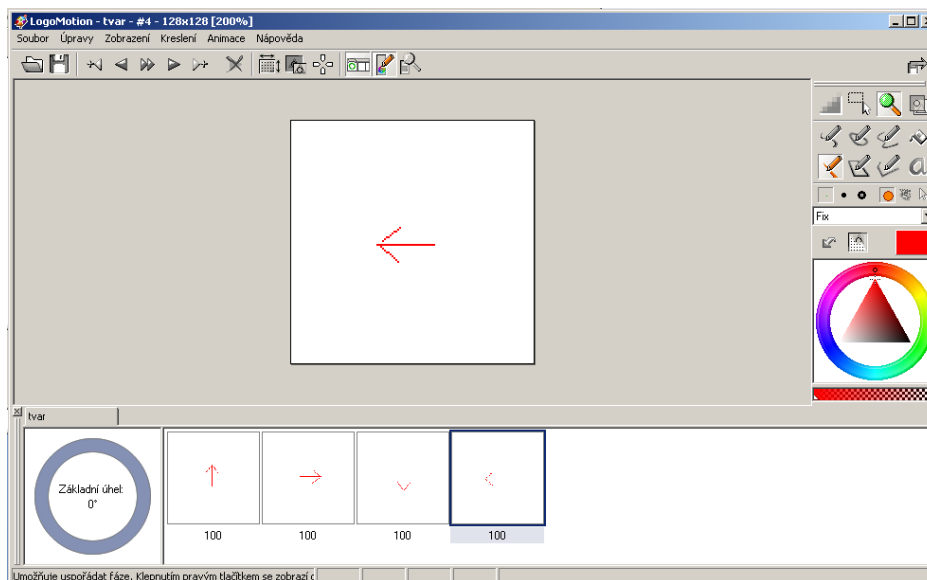 LogoMotion - tvar - #4 - 128x128 [200%]
Soubor Úpravy Zobrazení Kreslení Animace Nápověda
Fix
tvar
Základní úhel:
0°
100 100 100 100
Umožňuje uspořádat fáze. Klepnutím pravým tlačítkem se zobrazí